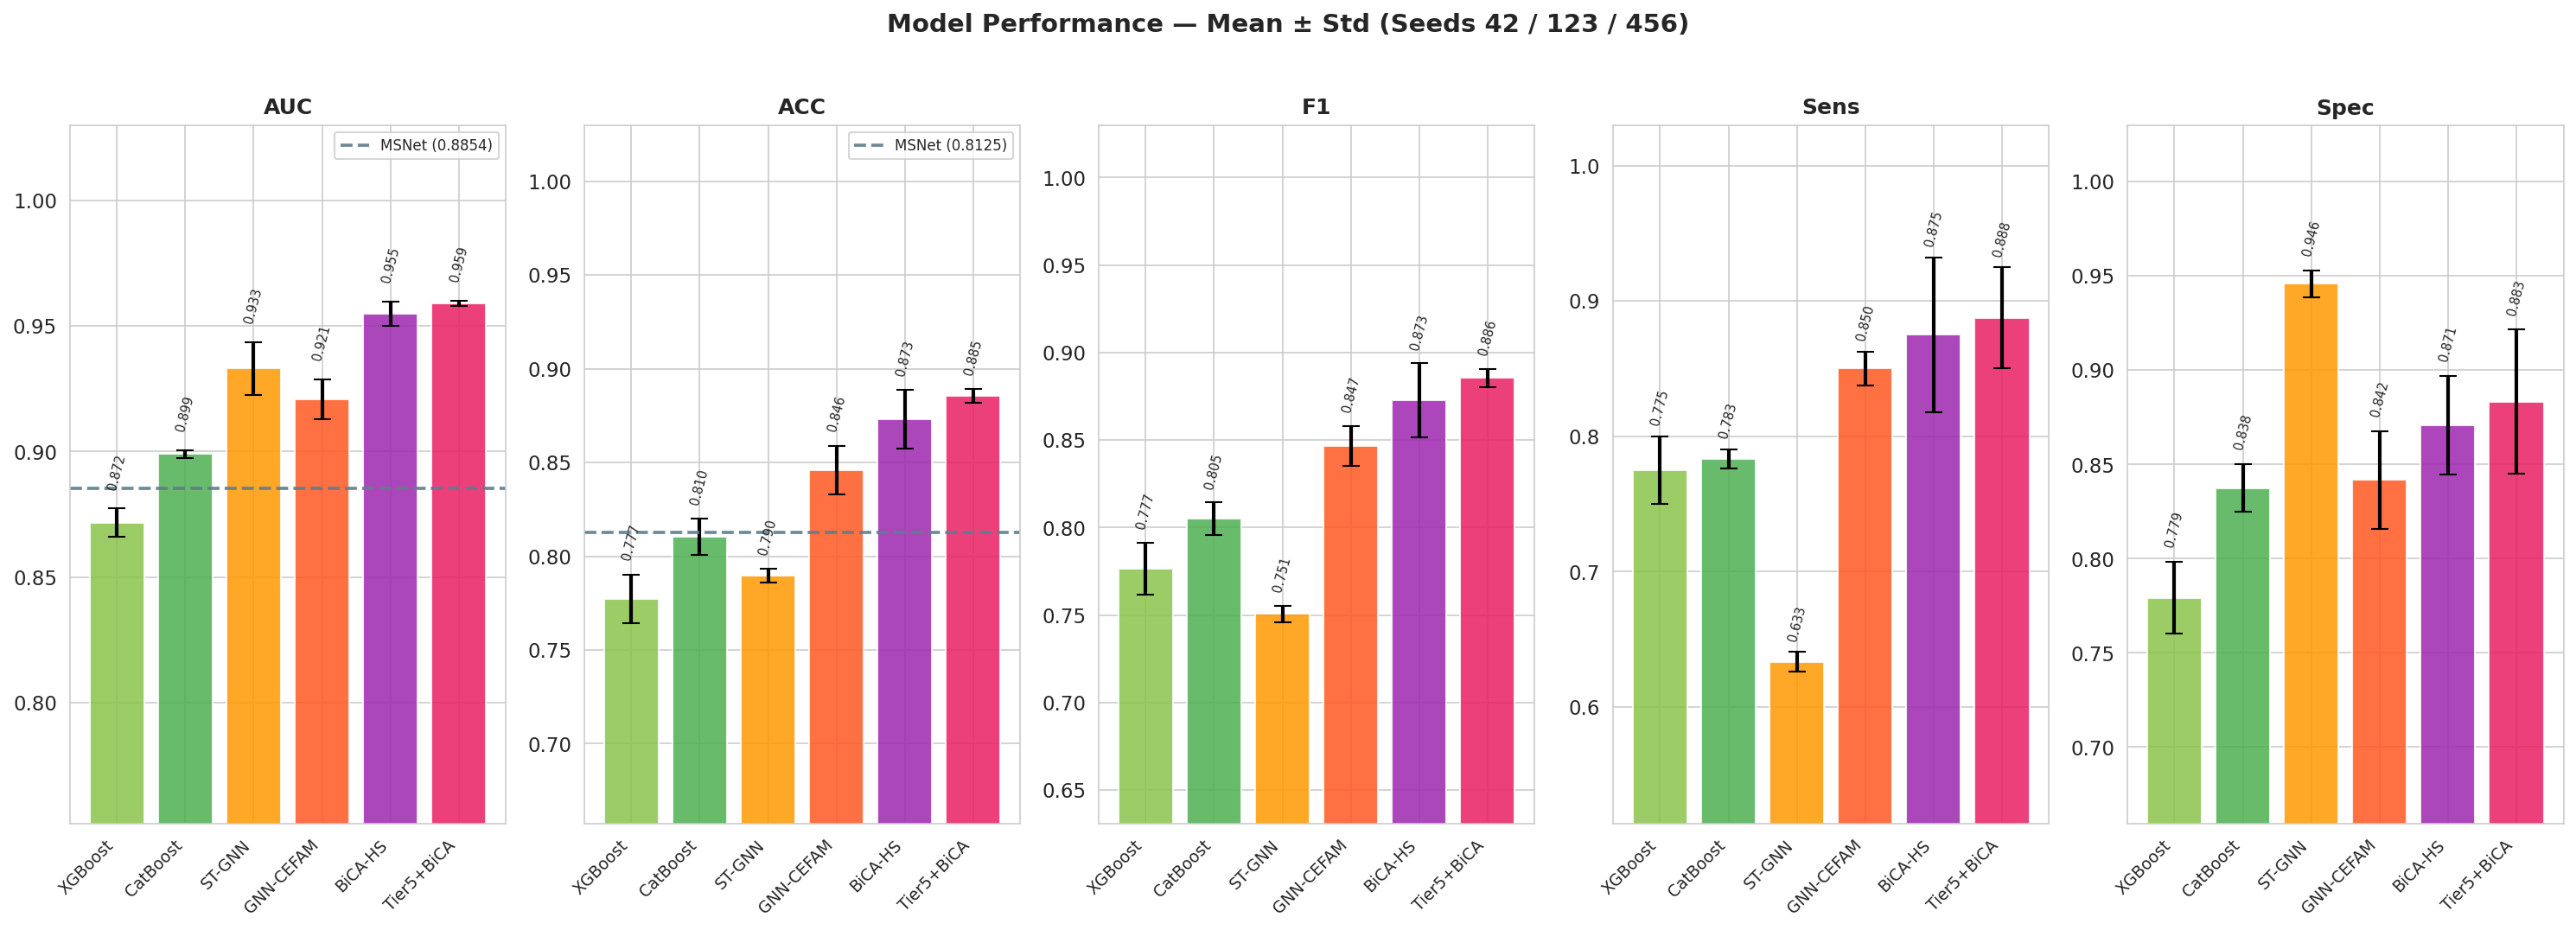 Model Performance — Mean ± Std (Seeds 42 / 123 / 456)
AUC
MSNet (0.8854)
1.00
0.95
0.90
0.85
0.80
0.872
0.899
0.933
0.921
0.955
0.959
XGBoost
CatBoost
ST-GNN
GNN-CEFAM
BiCA-HS
Tier5+BiCA
ACC
MSNet (0.8125)
1.00
0.95
0.90
0.85
0.80
0.75
0.70
0.777
0.810
0.790
0.846
0.873
0.885
XGBoost
CatBoost
ST-GNN
GNN-CEFAM
BiCA-HS
Tier5+BiCA
F1
1.00
0.95
0.90
0.85
0.80
0.75
0.70
0.65
0.777
0.805
0.751
0.847
0.873
0.886
XGBoost
CatBoost
ST-GNN
GNN-CEFAM
BiCA-HS
Tier5+BiCA
Sens
1.0
0.9
0.8
0.7
0.6
0.775
0.783
0.633
0.850
0.875
0.888
XGBoost
CatBoost
ST-GNN
GNN-CEFAM
BiCA-HS
Tier5+BiCA
Spec
1.00
0.95
0.90
0.85
0.80
0.75
0.70
0.779
0.838
0.946
0.842
0.871
0.883
XGBoost
CatBoost
ST-GNN
GNN-CEFAM
BiCA-HS
Tier5+BiCA